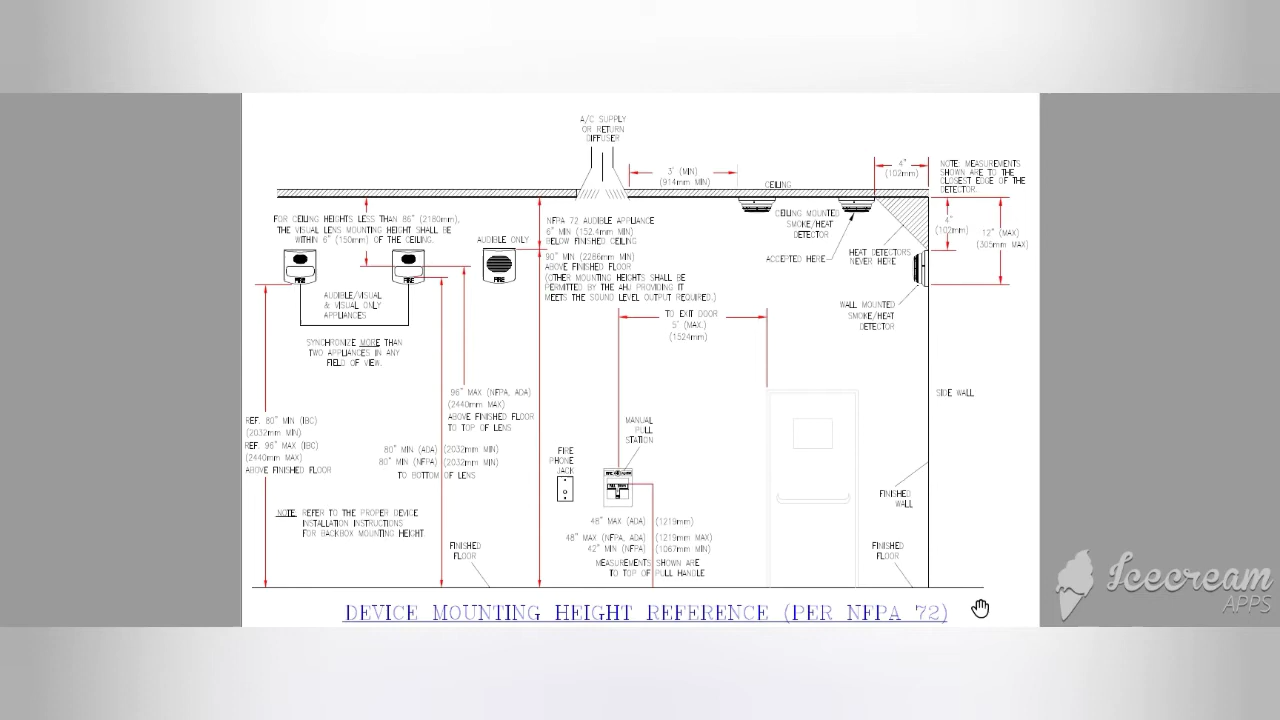 A/C SUPPLY
OR RETURN
DIFFUSER
3' (MIN)
(914mm MIN)
CEILING
4"
(102mm)
NOTE: MEASUREMENTS
SHOWN ARE TO THE
CLOSEST EDGE OF THE
DETECTOR.
FOR CEILING HEIGHTS LESS THAN 86" (2180mm),
THE VISUAL LENS MOUNTING HEIGHT SHALL BE
WITHIN 6" (150mm) OF THE CEILING.
AUDIBLE ONLY
NFPA 72 AUDIBLE APPLIANCE
6" MIN (152.4mm MIN)
BELOW FINISHED CEILING
90" MIN (2286mm MIN)
ABOVE FINISHED FLOOR
(OTHER MOUNTING HEIGHTS SHALL BE
PERMITTED BY THE AHJ PROVIDING IT
MEETS THE SOUND LEVEL OUTPUT REQUIRED.)
CEILING MOUNTED
SMOKE/HEAT
DETECTOR
ACCEPTED HERE
HEAT DETECTORS
NEVER HERE
4"
(102mm)
12" (MAX)
(305mm MAX)
WALL MOUNTED
SMOKE/HEAT
DETECTOR
FIRE
FIRE
FIRE
AUDIBLE/VISUAL
& VISUAL ONLY
APPLIANCES
SYNCHRONIZE MORE THAN
TWO APPLIANCES IN ANY
FIELD OF VIEW.
TO EXIT DOOR
5' (MAX.)
(1524mm)
96" MAX (NFPA, ADA)
(2440mm MAX)
ABOVE FINISHED FLOOR
TO TOP OF LENS
SIDE WALL
REF. 80" MIN (IBC)
(2032mm MIN)
REF. 96" MAX (IBC)
(2440mm MAX)
ABOVE FINISHED FLOOR
80" MIN (ADA) (2032mm MIN)
80" MIN (NFPA) (2032mm MIN)
TO BOTTOM OF LENS
MANUAL
PULL
STATION
FIRE
PHONE
JACK
FINISHED
WALL
NOTE: REFER TO THE PROPER DEVICE
INSTALLATION INSTRUCTIONS
FOR BACKBOX MOUNTING HEIGHT.
48" MAX (ADA) (1219mm)
48" MAX (NFPA, ADA) (1219mm MAX)
42" MIN (NFPA) (1067mm MIN)
MEASUREMENTS SHOWN ARE
TO TOP OF PULL HANDLE
FINISHED
FLOOR
FINISHED
FLOOR
DEVICE MOUNTING HEIGHT REFERENCE (PER NFPA 72)
Icecream
APPS